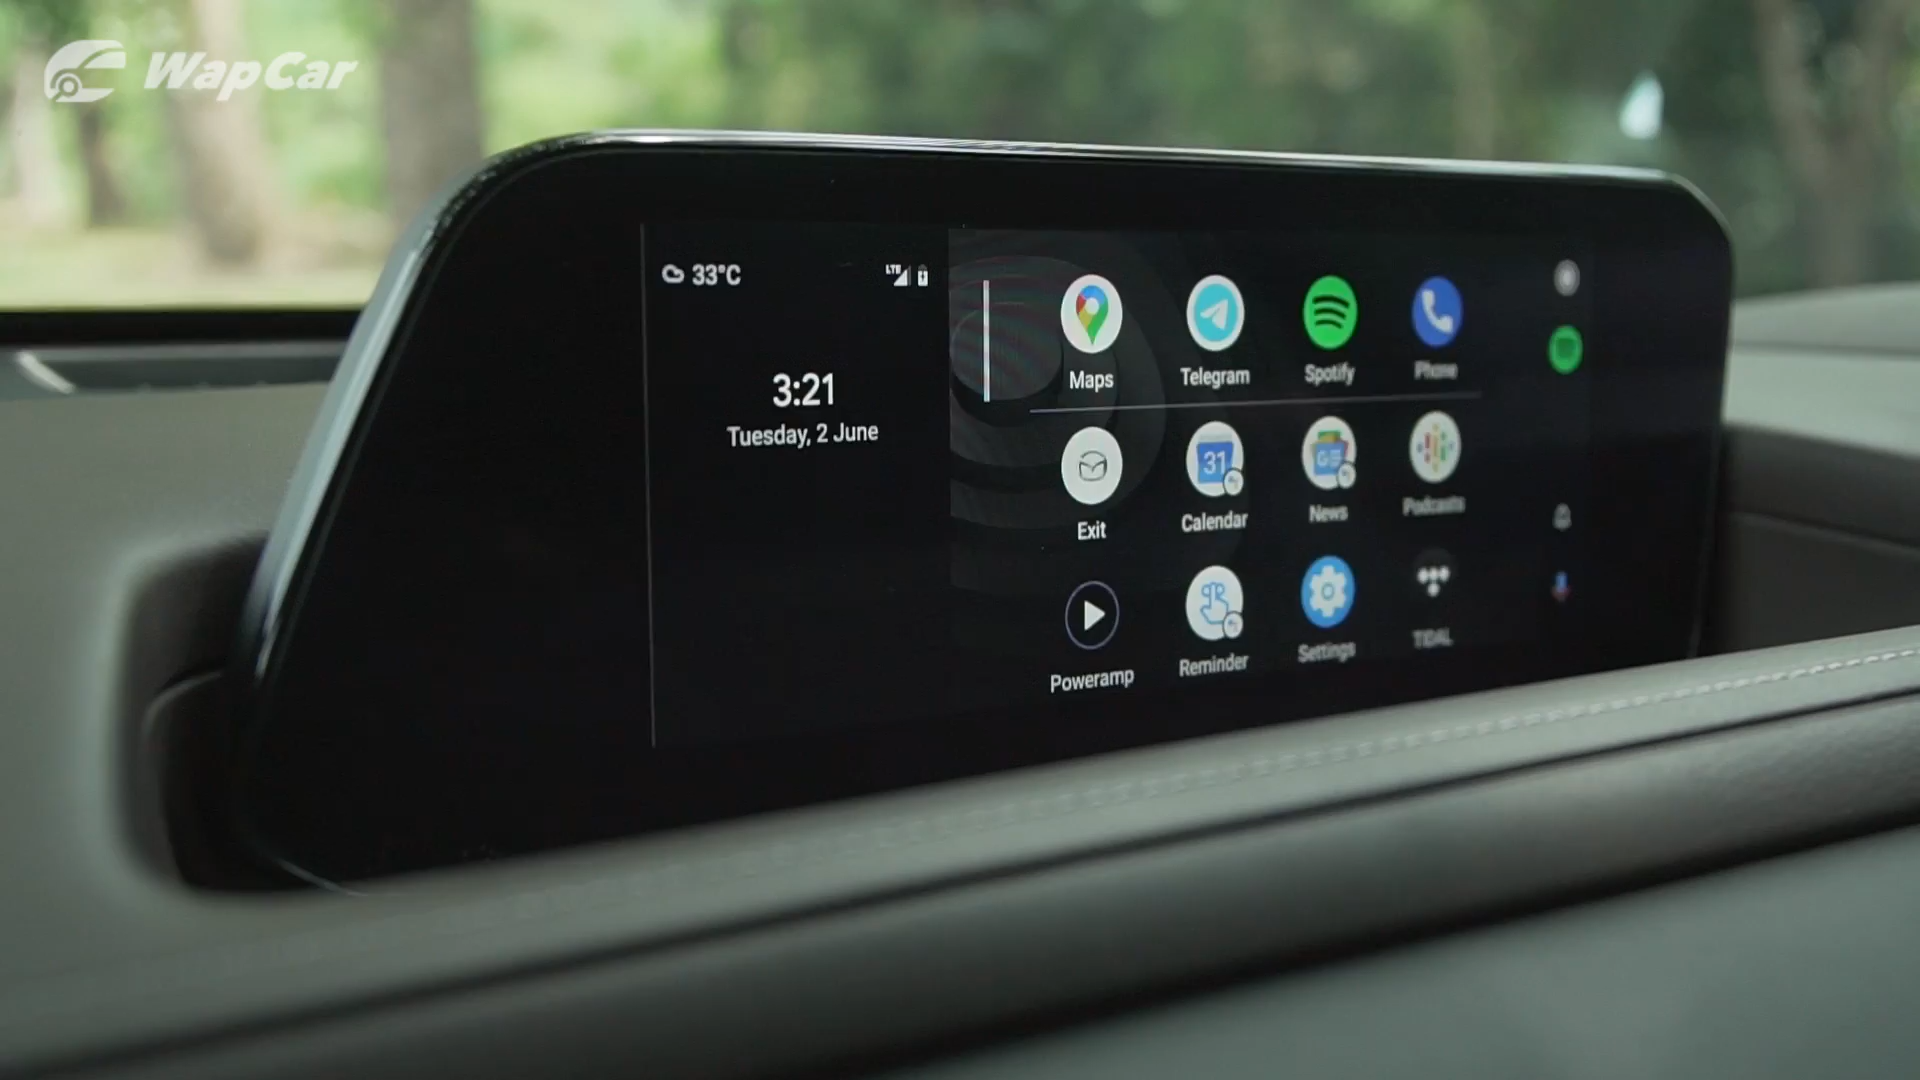 WapCar
33°C
LTE
3:21
Tuesday, 2 June
Maps
Telegram
Spotify
Phone
31
Exit
Calendar
News
Podcasts
Poweramp
Reminder
Settings
TIDAL